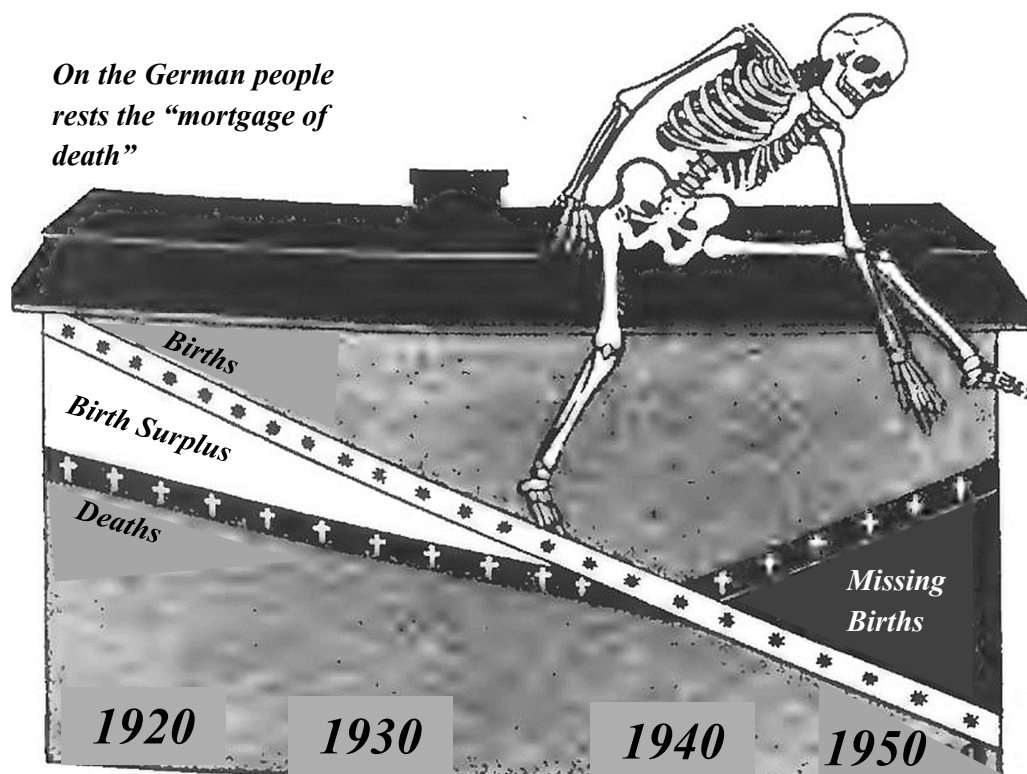 On the German people
rests the “mortgage of
death”
Births
Birth Surplus
Deaths
Missing
Births
1920
1930
1940
1950